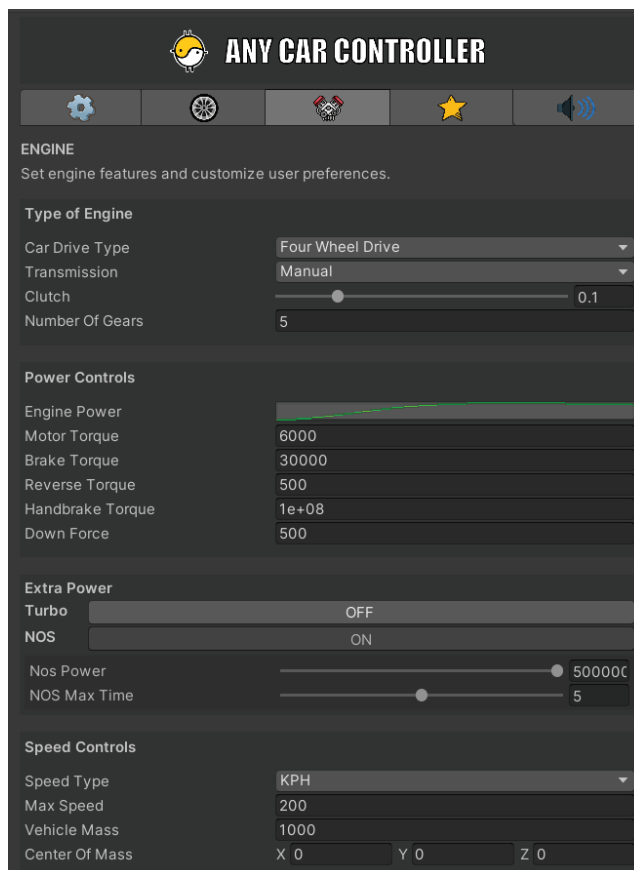 ANY CAR CONTROLLER
ENGINE
Set engine features and customize user preferences.
Type of Engine
Car Drive Type Four Wheel Drive
Transmission Manual
Clutch 0.1
Number Of Gears 5
Power Controls
Engine Power
Motor Torque 6000
Brake Torque 30000
Reverse Torque 500
Handbrake Torque 1e+08
Down Force 500
Extra Power
Turbo OFF
NOS ON
Nos Power
NOS Max Time 5
Speed Controls
Speed Type KPH
Max Speed 200
Vehicle Mass 1000
Center Of Mass X 0 Y 0 Z 0